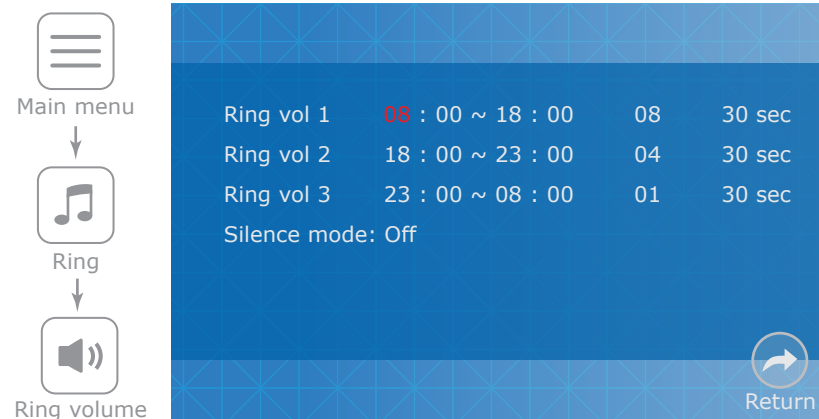 Main menu
Ring
Ring volume
Ring vol 1 08 : 00 ~ 18 : 00 08 30 sec
Ring vol 2 18 : 00 ~ 23 : 00 04 30 sec
Ring vol 3 23 : 00 ~ 08 : 00 01 30 sec
Silence mode: Off
Return